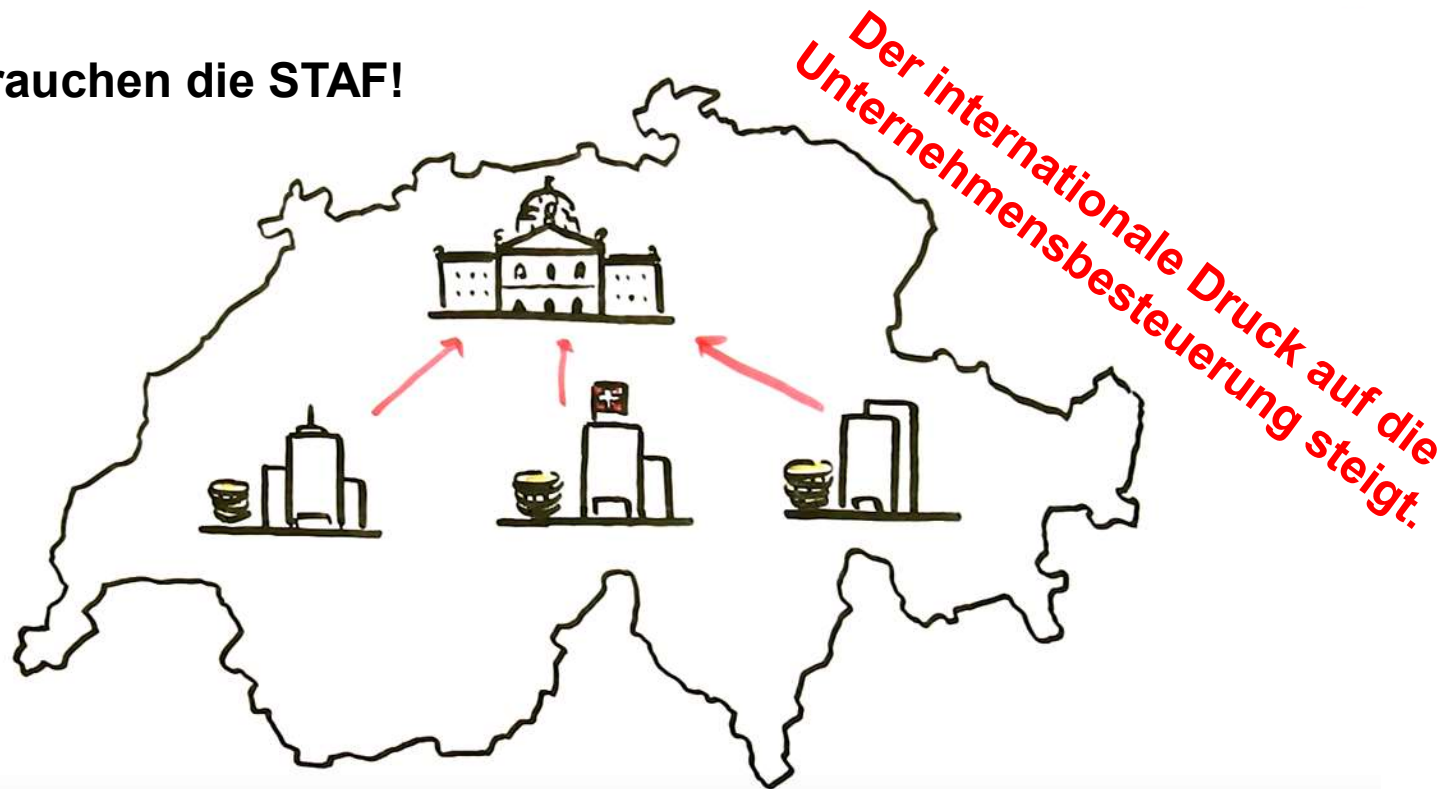 rauchen die STAF!
Der internationale Druck auf die
Unternehmensbesteuerung steigt.